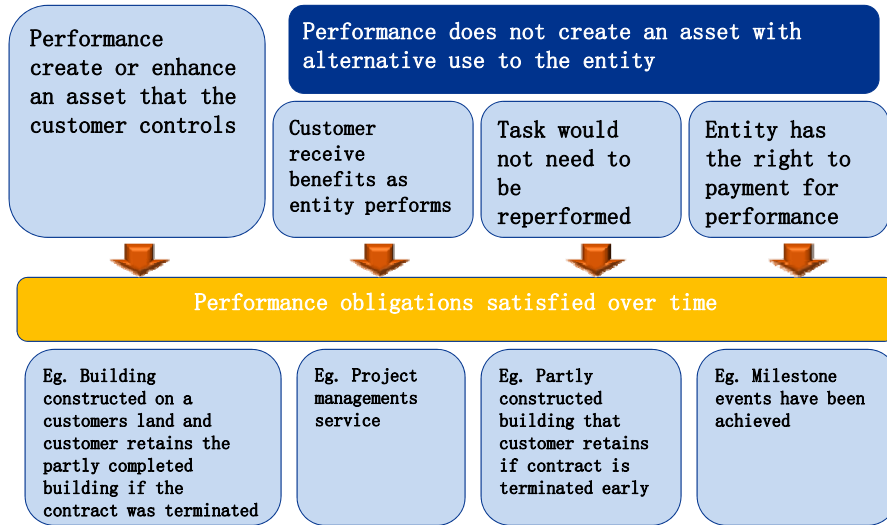 Performance
create or enhance
an asset that the
customer controls
Performance does not create an asset with
alternative use to the entity
Customer
receive
benefits as
entity performs
Task would
not need to
be
reperformed
Entity has
the right to
payment for
performance
Performance obligations satisfied over time
Eg. Building
constructed on a
customers land and
customer retains the
partly completed
building if the
contract was terminated
Eg. Project
managements
service
Eg. Partly
constructed
building that
customer retains
if contract is
terminated early
Eg. Milestone
events have been
achieved